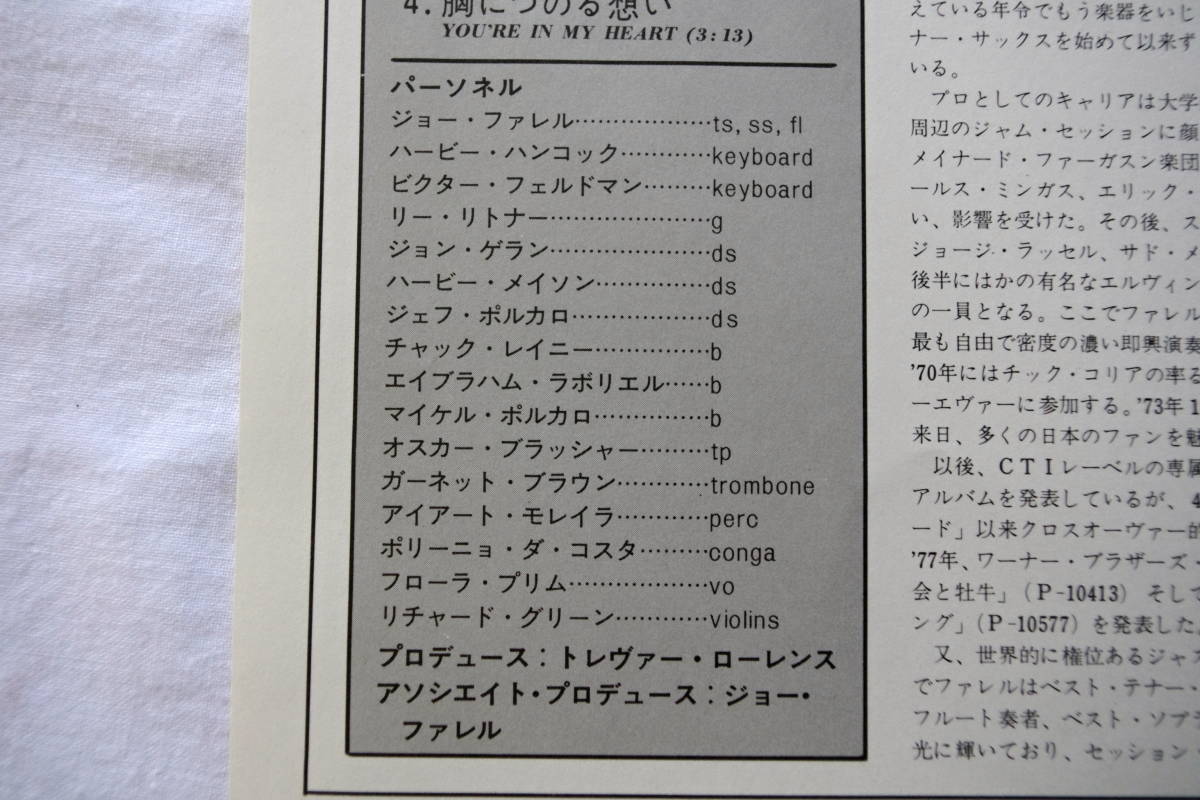 4. 胸につのる想い
YOU'RE IN MY HEART (3:13)
パーソネル
ジョー・ファレル………………ts, ss, fl
ハービー・ハンコック…………keyboard
ビクター・フェルドマン………keyboard
リー・リトナー…………………g
ジョン・ゲラン…………………ds
ハービー・メイソン……………ds
ジェフ・ポルカロ………………ds
チャック・レイニー……………b
エイブラハム・ラボリエル……b
マイケル・ポルカロ……………b
オスカー・ブラッシャー………tp
ガーネット・ブラウン…………trombone
アイアート・モレイラ…………perc
ポリーニョ・ダ・コスタ………conga
フローラ・プリム………………vo
リチャード・グリーン…………violins
プロデュース：トレヴァー・ローレンス
アソシエイト・プロデュース：ジョー・
ファレル
えている年令でもう楽器をいじ
ナー・サックスを始めて以来ず
いる。
プロとしてのキャリアは大学
周辺のジャム・セッションに顔
メイナード・ファーガスン楽団
ールス・ミンガス、エリック・
い、影響を受けた。その後、ス
ジョージ・ラッセル、サド・メ
後半にはかの有名なエルヴィン
の一員となる。ここでファレル
最も自由で密度の濃い即興演奏
'70年にはチック・コリアの率る
ーエヴァーに参加する。'73年1
来日、多くの日本のファンを魅
以後、CTIレーベルの専属
アルバムを発表しているが、4
ード」以来クロスオーヴァー的
'77年、ワーナー・ブラザーズ・
会と牡牛」(P-10413) そして
ング」(P-10577)を発表した。
又、世界的に権位あるジャズ
でファレルはベスト・テナー・
フルート奏者、ベスト・ソプ
光に輝いており、セッション